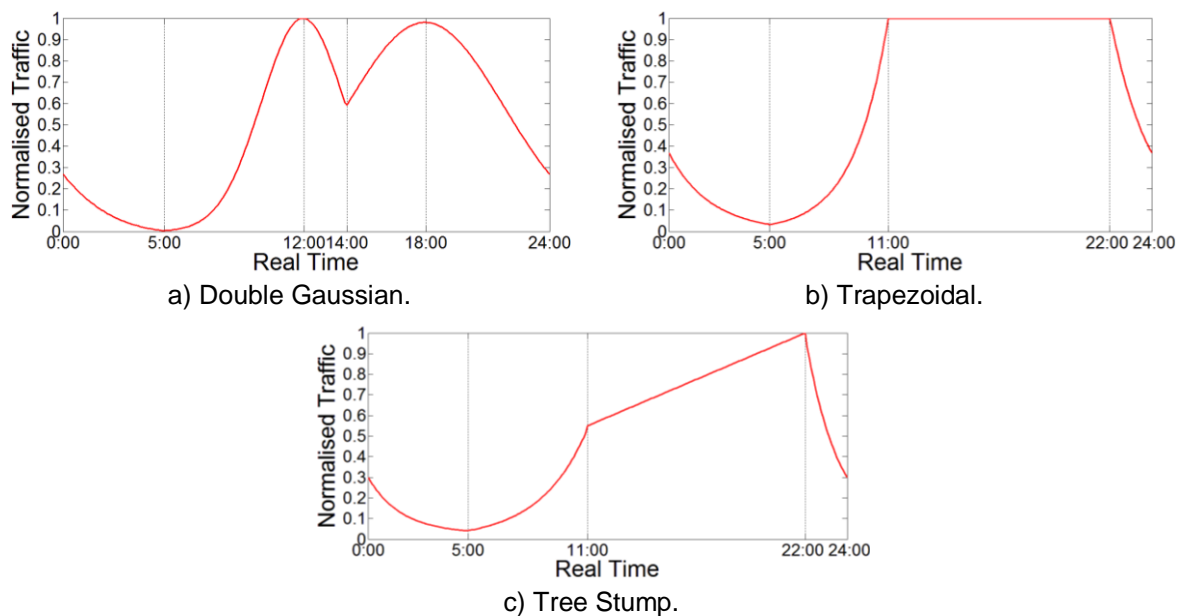 Normalised Traffic
1
0.9
0.8
0.7
0.6
0.5
0.4
0.3
0.2
0.1
0
0:00 5:00 12:00 14:00 18:00 24:00
Real Time
a) Double Gaussian.
Normalised Traffic
1
0.9
0.8
0.7
0.6
0.5
0.4
0.3
0.2
0.1
0
0:00 5:00 11:00 22:00 24:00
Real Time
b) Trapezoidal.
Normalised Traffic
1
0.9
0.8
0.7
0.6
0.5
0.4
0.3
0.2
0.1
0
0:00 5:00 11:00 22:00 24:00
Real Time
c) Tree Stump.